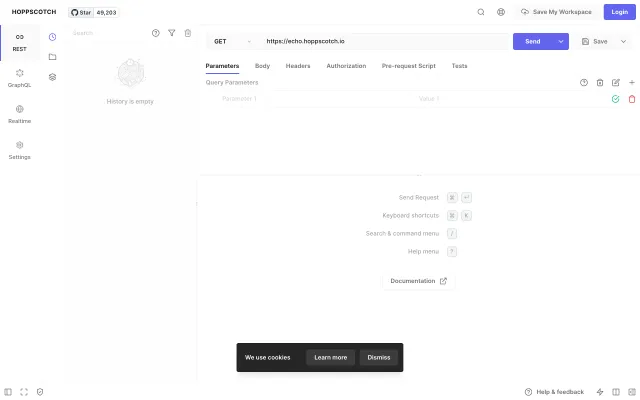 HOPPSCOTCH
Star 49,203
Save My Workspace
Login
REST
GraphQL
Realtime
Settings
Search
History is empty
GET
https://echo.hoppscotch.io
Send
Save
Parameters Body Headers Authorization Pre-request Script Tests
Query Parameters
Parameter 1 Value 1
Send Request ⌘ ↵
Keyboard shortcuts ⌘ K
Search & command menu /
Help menu ?
Documentation
We use cookies Learn more Dismiss
Help & feedback